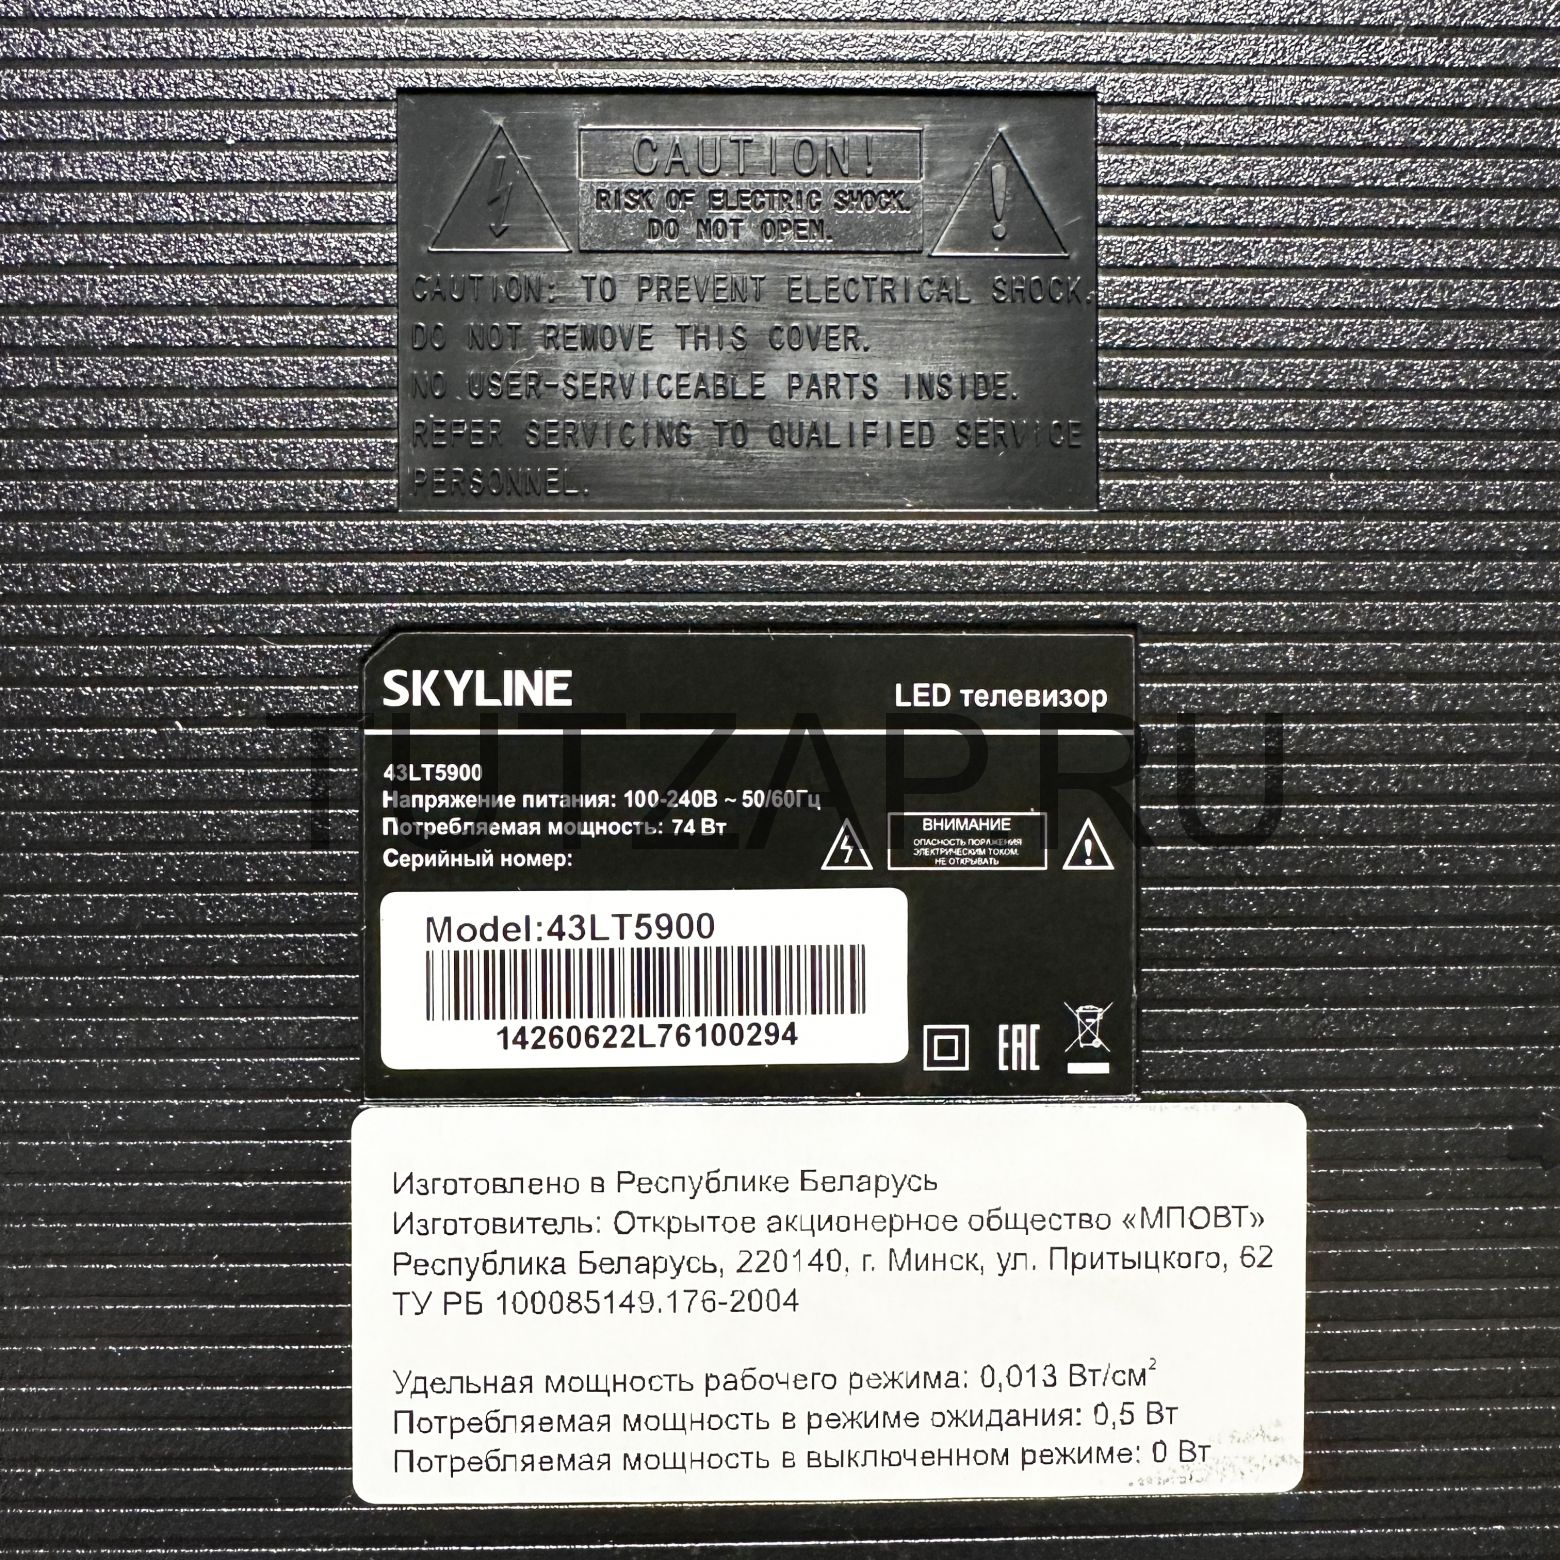 CAUTION!
RISK OF ELECTRIC SHOCK.
DO NOT OPEN.
CAUTION: TO PREVENT ELECTRICAL SHOCK.
DO NOT REMOVE THIS COVER.
NO USER-SERVICEABLE PARTS INSIDE.
REFER SERVICING TO QUALIFIED SERVICE
PERSONNEL.
SKYLINE
LED телевизор
TUTZAP.RU
43LT5900
Напряжение питания: 100-240В ~ 50/60Гц
Потребляемая мощность: 74 Вт
Серийный номер:
ВНИМАНИЕ
ОПАСНОСТЬ ПОРАЖЕНИЯ
ЭЛЕКТРИЧЕСКИМ ТОКОМ.
НЕ ОТКРЫВАТЬ
Model:43LT5900
14260622L76100294
EAC
Изготовлено в Республике Беларусь
Изготовитель: Открытое акционерное общество «МПОВТ»
Республика Беларусь, 220140, г. Минск, ул. Притыцкого, 62
ТУ РБ 100085149.176-2004
Удельная мощность рабочего режима: 0,013 Вт/см²
Потребляемая мощность в режиме ожидания: 0,5 Вт
Потребляемая мощность в выключенном режиме: 0 Вт